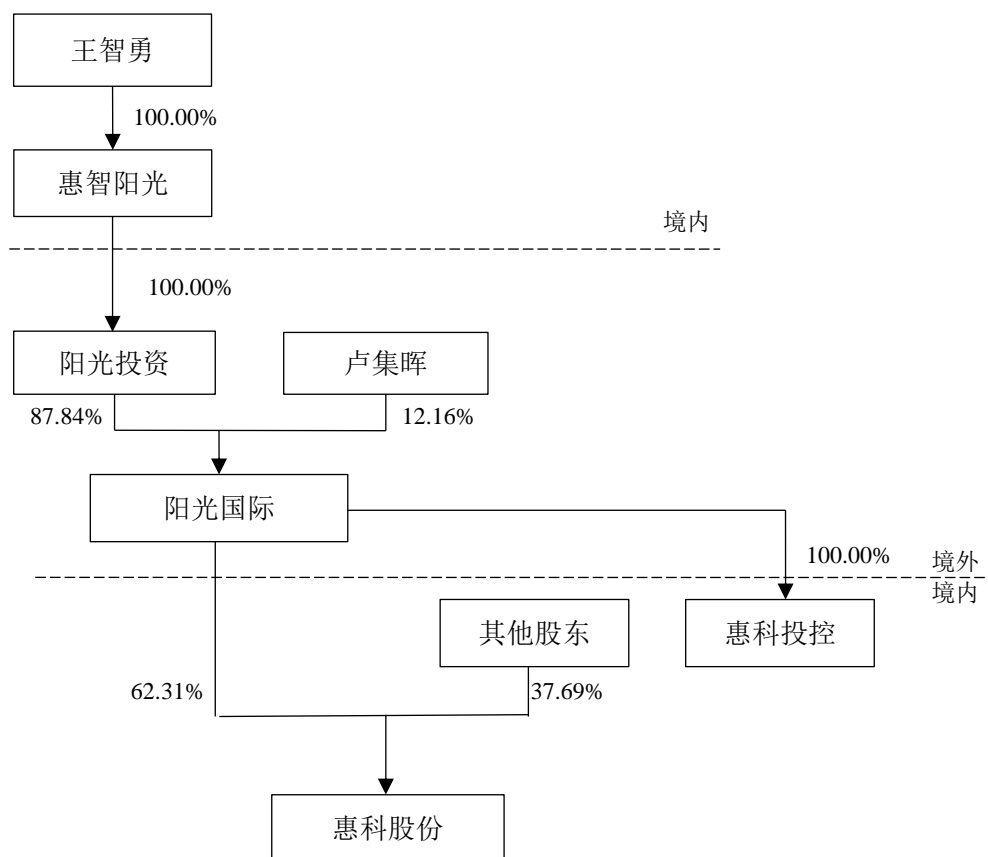 王智勇
100.00%
惠智阳光
境内
100.00%
阳光投资
卢集晖
87.84%
12.16%
阳光国际
100.00%
境外
境内
其他股东
惠科投控
62.31%
37.69%
惠科股份